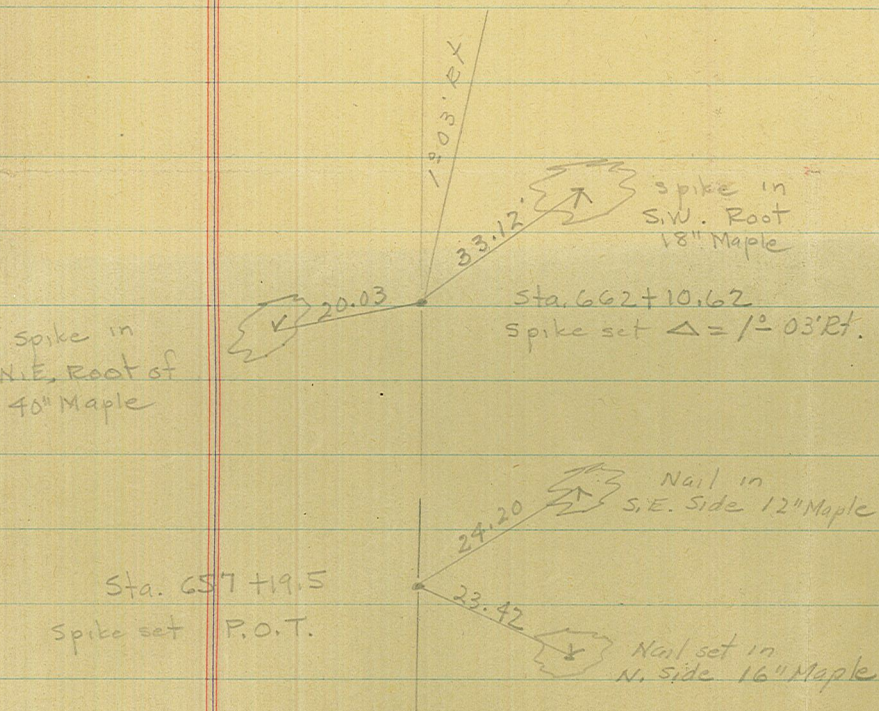 1° 03' Rt
33.12'
Spike in
S.W. Root
18" Maple
20.03
Sta. 662+10.62
Spike set Δ = 1° 03' Rt.
Spike in
N.E. Root of
40" Maple
24.20
Nail in
S.E. Side 12" Maple
Sta. 657+19.5
Spike set P.O.T.
23.42
Nail set in
N. Side 16" Maple